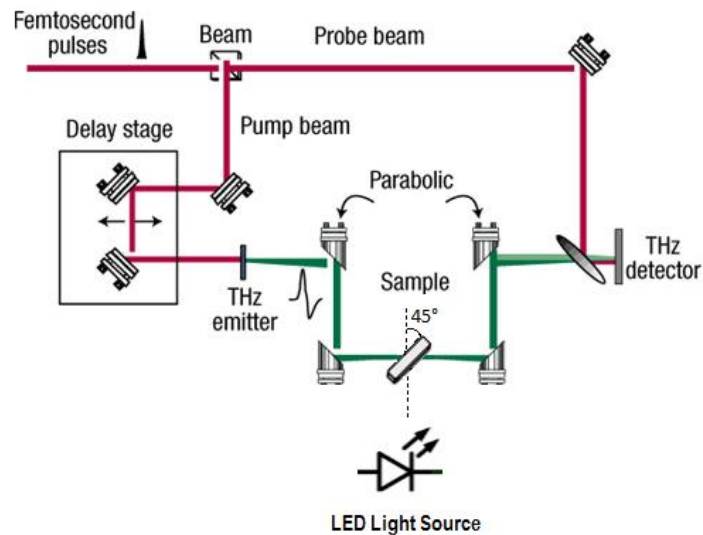 Femtosecond
pulses
Beam
Probe beam
Delay stage
Pump beam
Parabolic
THz
detector
THz
emitter
Sample
45°
LED Light Source